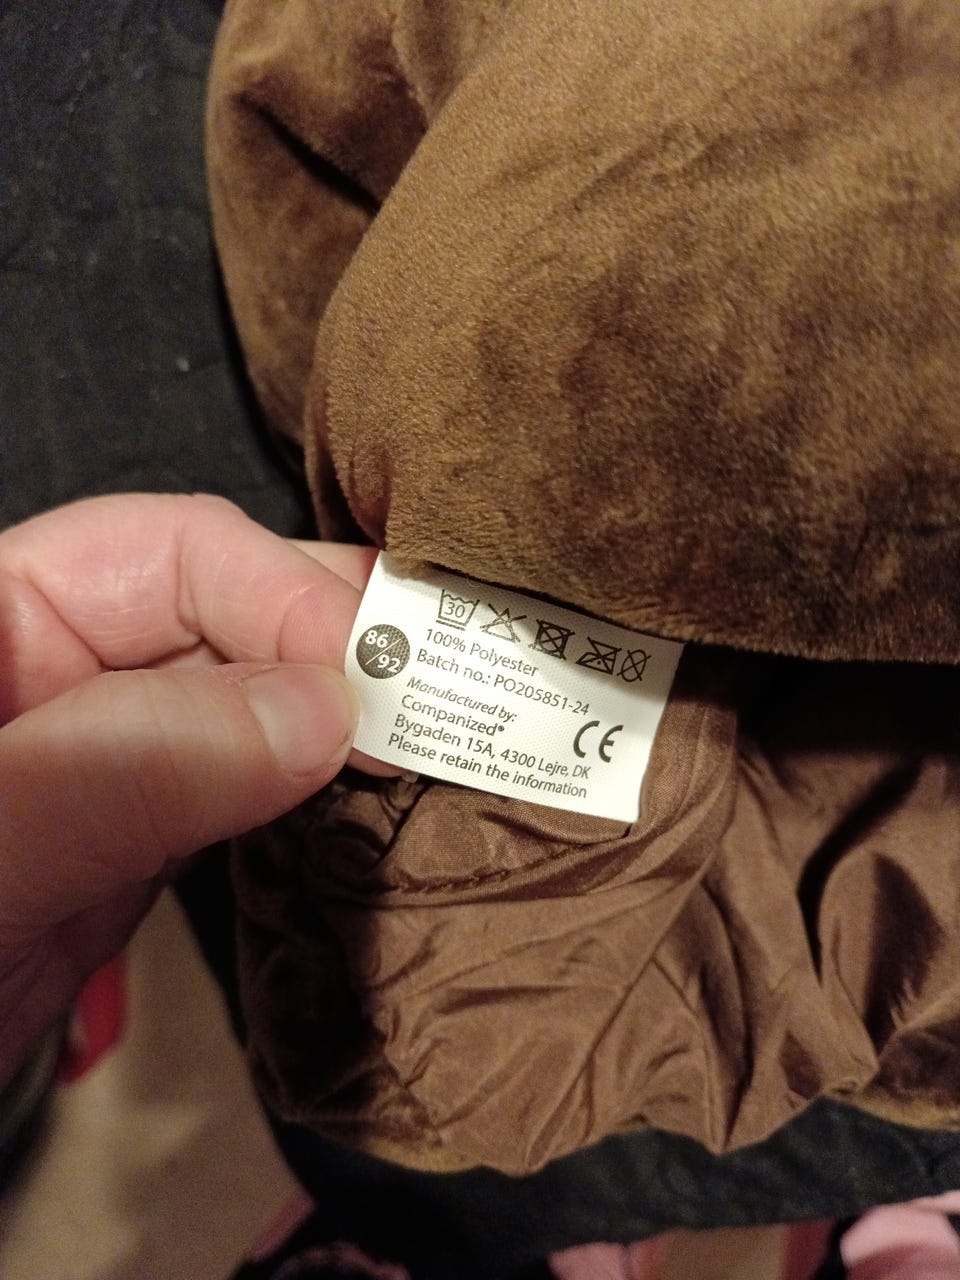 30
86/92
100% Polyester
Batch no.: PO205851-24
Manufactured by:
Companized®
Bygaden 15A, 4300 Lejre, DK
Please retain the information
CE